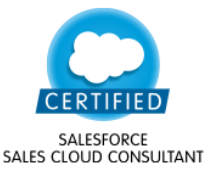 CERTIFIED
SALESFORCE
SALES CLOUD CONSULTANT